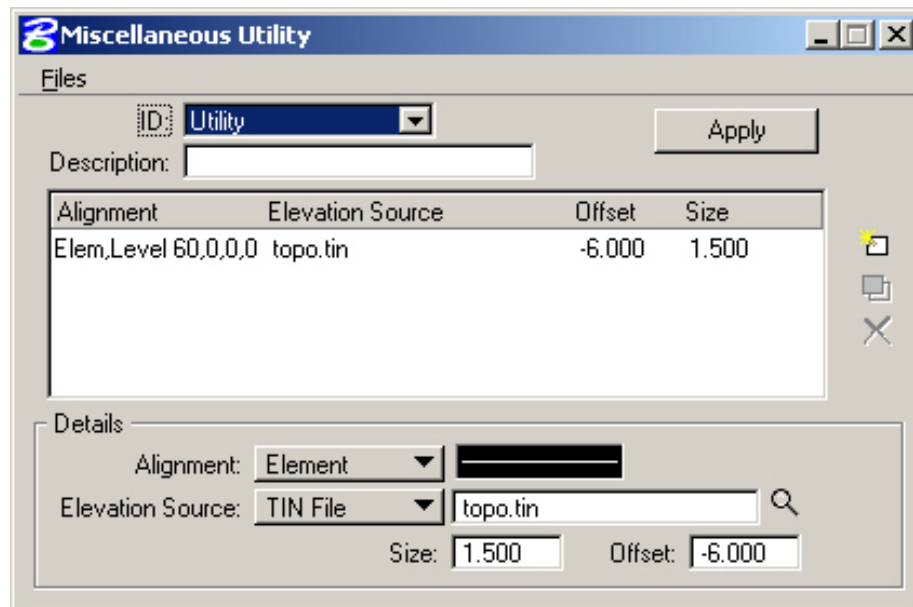 Miscellaneous Utility
Files
ID: Utility
Apply
Description:
Alignment Elevation Source Offset Size
Elem,Level 60,0,0,0 topo.tin -6.000 1.500
Details
Alignment: Element
Elevation Source: TIN File topo.tin
Size: 1.500 Offset: -6.000